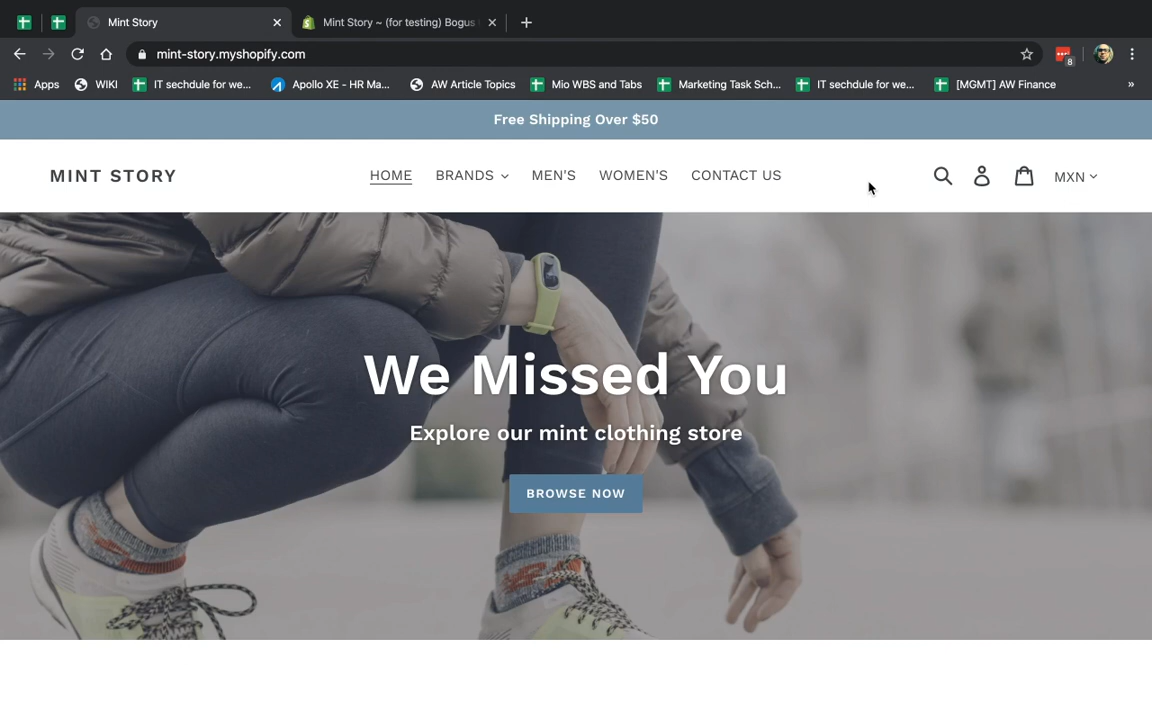 Mint Story
Mint Story ~ (for testing) Bogus
mint-story.myshopify.com
8
Apps
WIKI
IT sechdule for we...
Apollo XE - HR Ma...
AW Article Topics
Mio WBS and Tabs
Marketing Task Sch...
IT sechdule for we...
[MGMT] AW Finance
»
Free Shipping Over $50
MINT STORY
HOME
BRANDS
MEN'S
WOMEN'S
CONTACT US
MXN
We Missed You
Explore our mint clothing store
BROWSE NOW